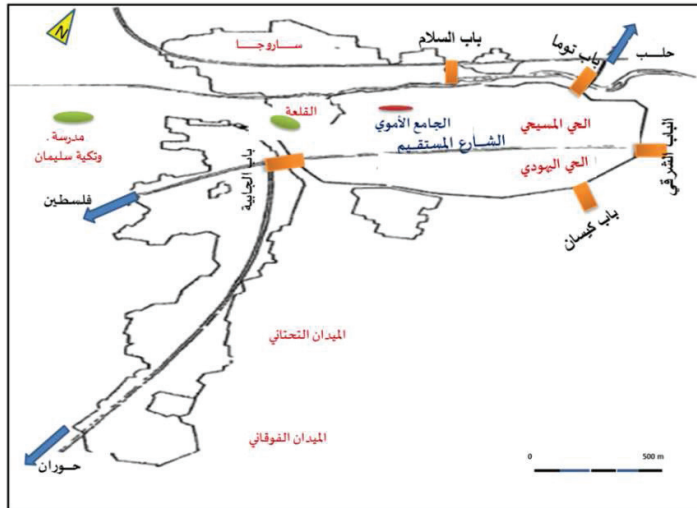 N
ساروجا
باب السلام
باب توما
حلب
القلعة
الجامع الأموي
الحي المسيحي
مدرسة
وتكية سليمان
الشارع المستقيم
الباب الشرقي
باب الجابية
الحي اليهودي
فلسطين
باب كيسان
الميدان التحتاني
الميدان الفوقاني
حوران
0
500 m